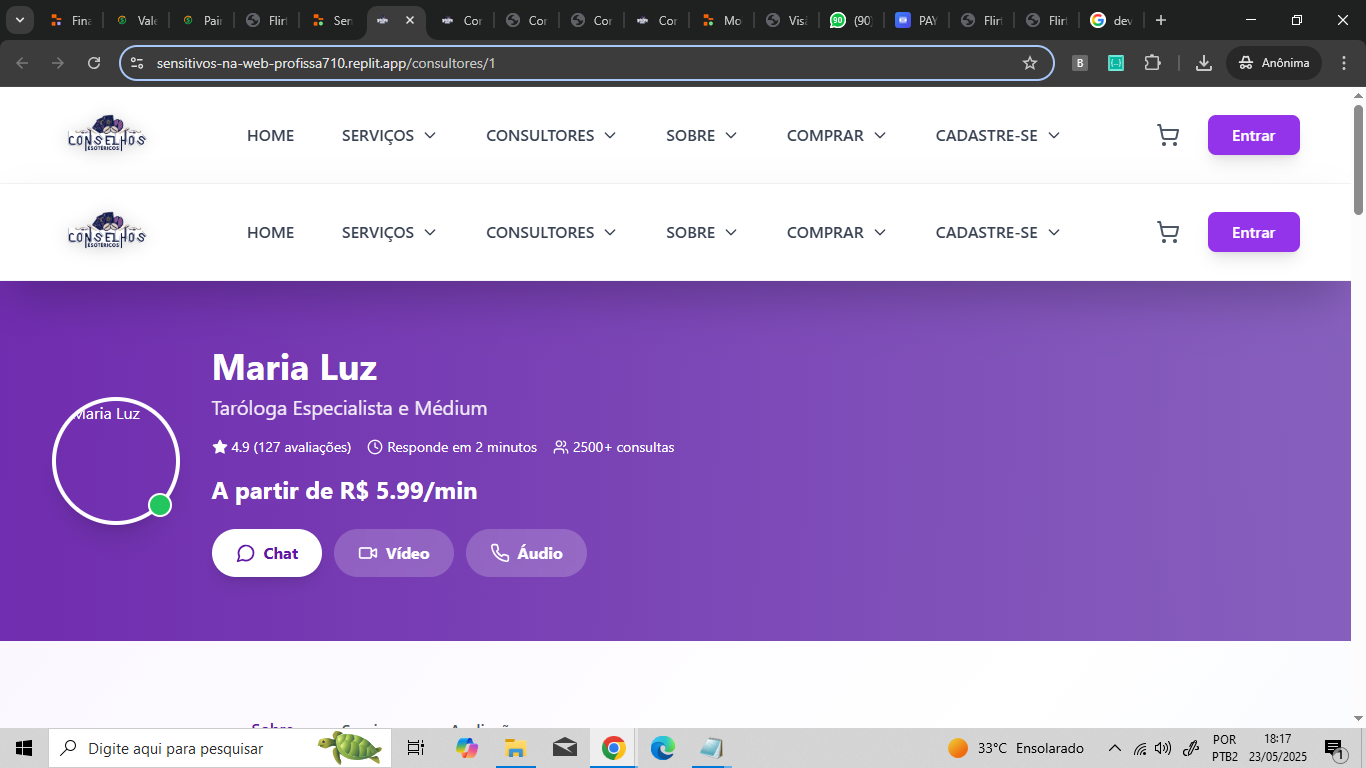 Fina
Vale
Pair
Flirt
Sen
Cor
Cor
Cor
Cor
Mo
Visã
(90)
PAY
Flirt
Flirt
dev
sensitivos-na-web-profissa710.replit.app/consultores/1
Anônima
CONSELHOS
ESOTÉRICOS
HOME
SERVIÇOS
CONSULTORES
SOBRE
COMPRAR
CADASTRE-SE
Entrar
CONSELHOS
ESOTÉRICOS
HOME
SERVIÇOS
CONSULTORES
SOBRE
COMPRAR
CADASTRE-SE
Entrar
Maria Luz
Maria Luz
Taróloga Especialista e Médium
4.9 (127 avaliações)
Responde em 2 minutos
2500+ consultas
A partir de R$ 5.99/min
Chat
Vídeo
Áudio
Sobre
Digite aqui para pesquisar
33°C Ensolarado
POR
PTB2
18:17
23/05/2025